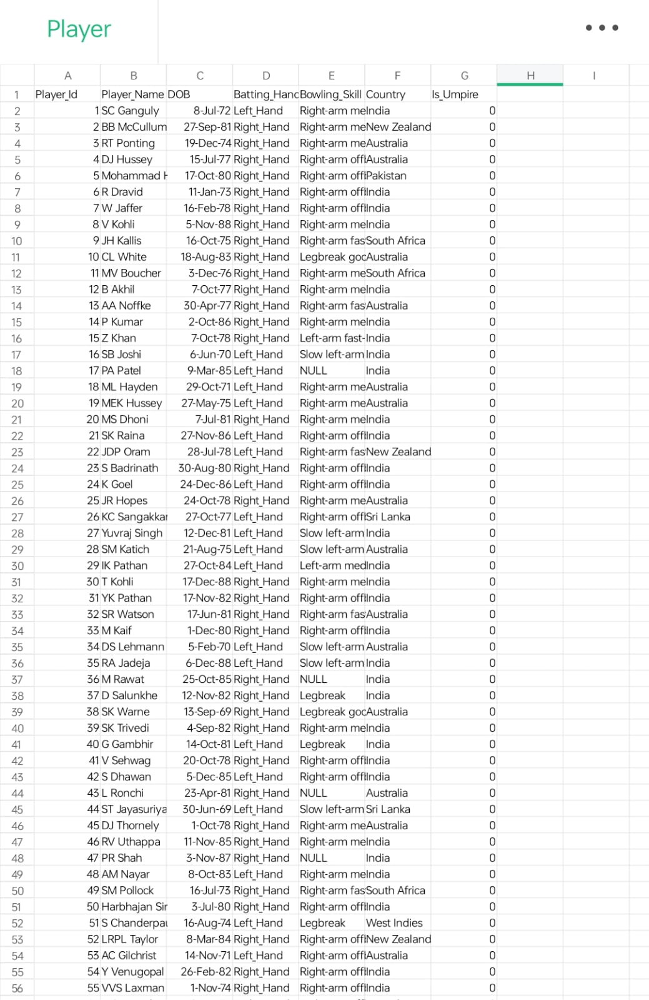 Player
A B C D E F G H I
1 Player_Id Player_Name DOB Batting_Hand Bowling_Skill Country Is_Umpire
2 1 SC Ganguly 8-Jul-72 Left_Hand Right-arm me India 0
3 2 BB McCullum 27-Sep-81 Right_Hand Right-arm me New Zealand 0
4 3 RT Ponting 19-Dec-74 Right_Hand Right-arm me Australia 0
5 4 DJ Hussey 15-Jul-77 Right_Hand Right-arm off Australia 0
6 5 Mohammad H 17-Oct-80 Right_Hand Right-arm off Pakistan 0
7 6 R Dravid 11-Jan-73 Right_Hand Right-arm off India 0
8 7 W Jaffer 16-Feb-78 Right_Hand Right-arm off India 0
9 8 V Kohli 5-Nov-88 Right_Hand Right-arm me India 0
10 9 JH Kallis 16-Oct-75 Right_Hand Right-arm fas South Africa 0
11 10 CL White 18-Aug-83 Right_Hand Legbreak goo Australia 0
12 11 MV Boucher 3-Dec-76 Right_Hand Right-arm me South Africa 0
13 12 B Akhil 7-Oct-77 Right_Hand Right-arm me India 0
14 13 AA Noffke 30-Apr-77 Right_Hand Right-arm fas Australia 0
15 14 P Kumar 2-Oct-86 Right_Hand Right-arm me India 0
16 15 Z Khan 7-Oct-78 Right_Hand Left-arm fast- India 0
17 16 SB Joshi 6-Jun-70 Left_Hand Slow left-arm India 0
18 17 PA Patel 9-Mar-85 Left_Hand NULL India 0
19 18 ML Hayden 29-Oct-71 Left_Hand Right-arm me Australia 0
20 19 MEK Hussey 27-May-75 Left_Hand Right-arm me Australia 0
21 20 MS Dhoni 7-Jul-81 Right_Hand Right-arm me India 0
22 21 SK Raina 27-Nov-86 Left_Hand Right-arm off India 0
23 22 JDP Oram 28-Jul-78 Left_Hand Right-arm fas New Zealand 0
24 23 S Badrinath 30-Aug-80 Right_Hand Right-arm off India 0
25 24 K Goel 24-Dec-86 Left_Hand Right-arm off India 0
26 25 JR Hopes 24-Oct-78 Right_Hand Right-arm me Australia 0
27 26 KC Sangakkar 27-Oct-77 Left_Hand Right-arm off Sri Lanka 0
28 27 Yuvraj Singh 12-Dec-81 Left_Hand Slow left-arm India 0
29 28 SM Katich 21-Aug-75 Left_Hand Slow left-arm Australia 0
30 29 IK Pathan 27-Oct-84 Left_Hand Left-arm med India 0
31 30 T Kohli 17-Dec-88 Right_Hand Right-arm me India 0
32 31 YK Pathan 17-Nov-82 Right_Hand Right-arm off India 0
33 32 SR Watson 17-Jun-81 Right_Hand Right-arm fas Australia 0
34 33 M Kaif 1-Dec-80 Right_Hand Right-arm off India 0
35 34 DS Lehmann 5-Feb-70 Left_Hand Slow left-arm Australia 0
36 35 RA Jadeja 6-Dec-88 Left_Hand Slow left-arm India 0
37 36 M Rawat 25-Oct-85 Right_Hand NULL India 0
38 37 D Salunkhe 12-Nov-82 Right_Hand Legbreak India 0
39 38 SK Warne 13-Sep-69 Right_Hand Legbreak goo Australia 0
40 39 SK Trivedi 4-Sep-82 Right_Hand Right-arm me India 0
41 40 G Gambhir 14-Oct-81 Left_Hand Legbreak India 0
42 41 V Sehwag 20-Oct-78 Right_Hand Right-arm off India 0
43 42 S Dhawan 5-Dec-85 Left_Hand Right-arm off India 0
44 43 L Ronchi 23-Apr-81 Right_Hand NULL Australia 0
45 44 ST Jayasuriya 30-Jun-69 Left_Hand Slow left-arm Sri Lanka 0
46 45 DJ Thornely 1-Oct-78 Right_Hand Right-arm me Australia 0
47 46 RV Uthappa 11-Nov-85 Right_Hand Right-arm me India 0
48 47 PR Shah 3-Nov-87 Right_Hand NULL India 0
49 48 AM Nayar 8-Oct-83 Left_Hand Right-arm me India 0
50 49 SM Pollock 16-Jul-73 Right_Hand Right-arm fas South Africa 0
51 50 Harbhajan Sin 3-Jul-80 Right_Hand Right-arm off India 0
52 51 S Chanderpau 16-Aug-74 Left_Hand Legbreak West Indies 0
53 52 LRPL Taylor 8-Mar-84 Right_Hand Right-arm off New Zealand 0
54 53 AC Gilchrist 14-Nov-71 Left_Hand Right-arm off Australia 0
55 54 Y Venugopal 26-Feb-82 Right_Hand Right-arm off India 0
56 55 VVS Laxman 1-Nov-74 Right_Hand Right-arm off India 0